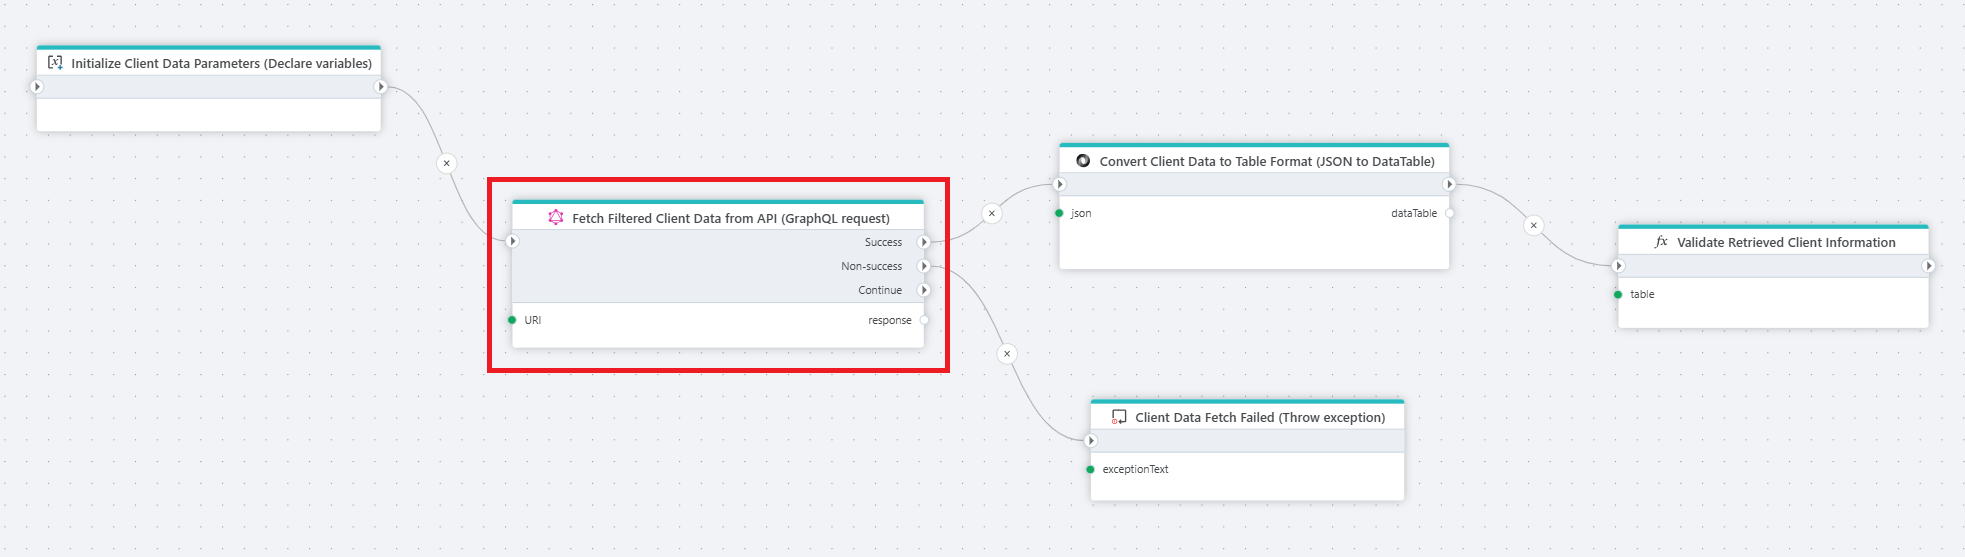 Initialize Client Data Parameters (Declare variables)
Fetch Filtered Client Data from API (GraphQL request)
Success
Non-success
Continue
URI
response
Convert Client Data to Table Format (JSON to DataTable)
json
dataTable
Client Data Fetch Failed (Throw exception)
exceptionText
fx Validate Retrieved Client Information
table